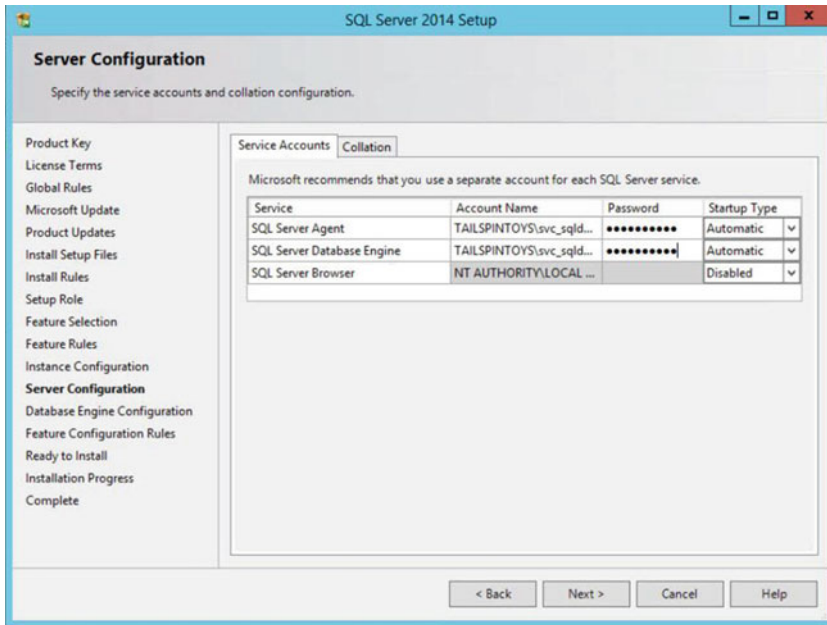 SQL Server 2014 Setup
Server Configuration
Specify the service accounts and collation configuration.
Product Key
License Terms
Global Rules
Microsoft Update
Product Updates
Install Setup Files
Install Rules
Setup Role
Feature Selection
Feature Rules
Instance Configuration
Server Configuration
Database Engine Configuration
Feature Configuration Rules
Ready to Install
Installation Progress
Complete
Service Accounts Collation
Microsoft recommends that you use a separate account for each SQL Server service.
Service Account Name Password Startup Type
SQL Server Agent TAILSPINTOYS\svc_sqld... ●●●●●●●●●● Automatic
SQL Server Database Engine TAILSPINTOYS\svc_sqld... ●●●●●●●●●● Automatic
SQL Server Browser NT AUTHORITY\LOCAL ... Disabled
< Back Next > Cancel Help